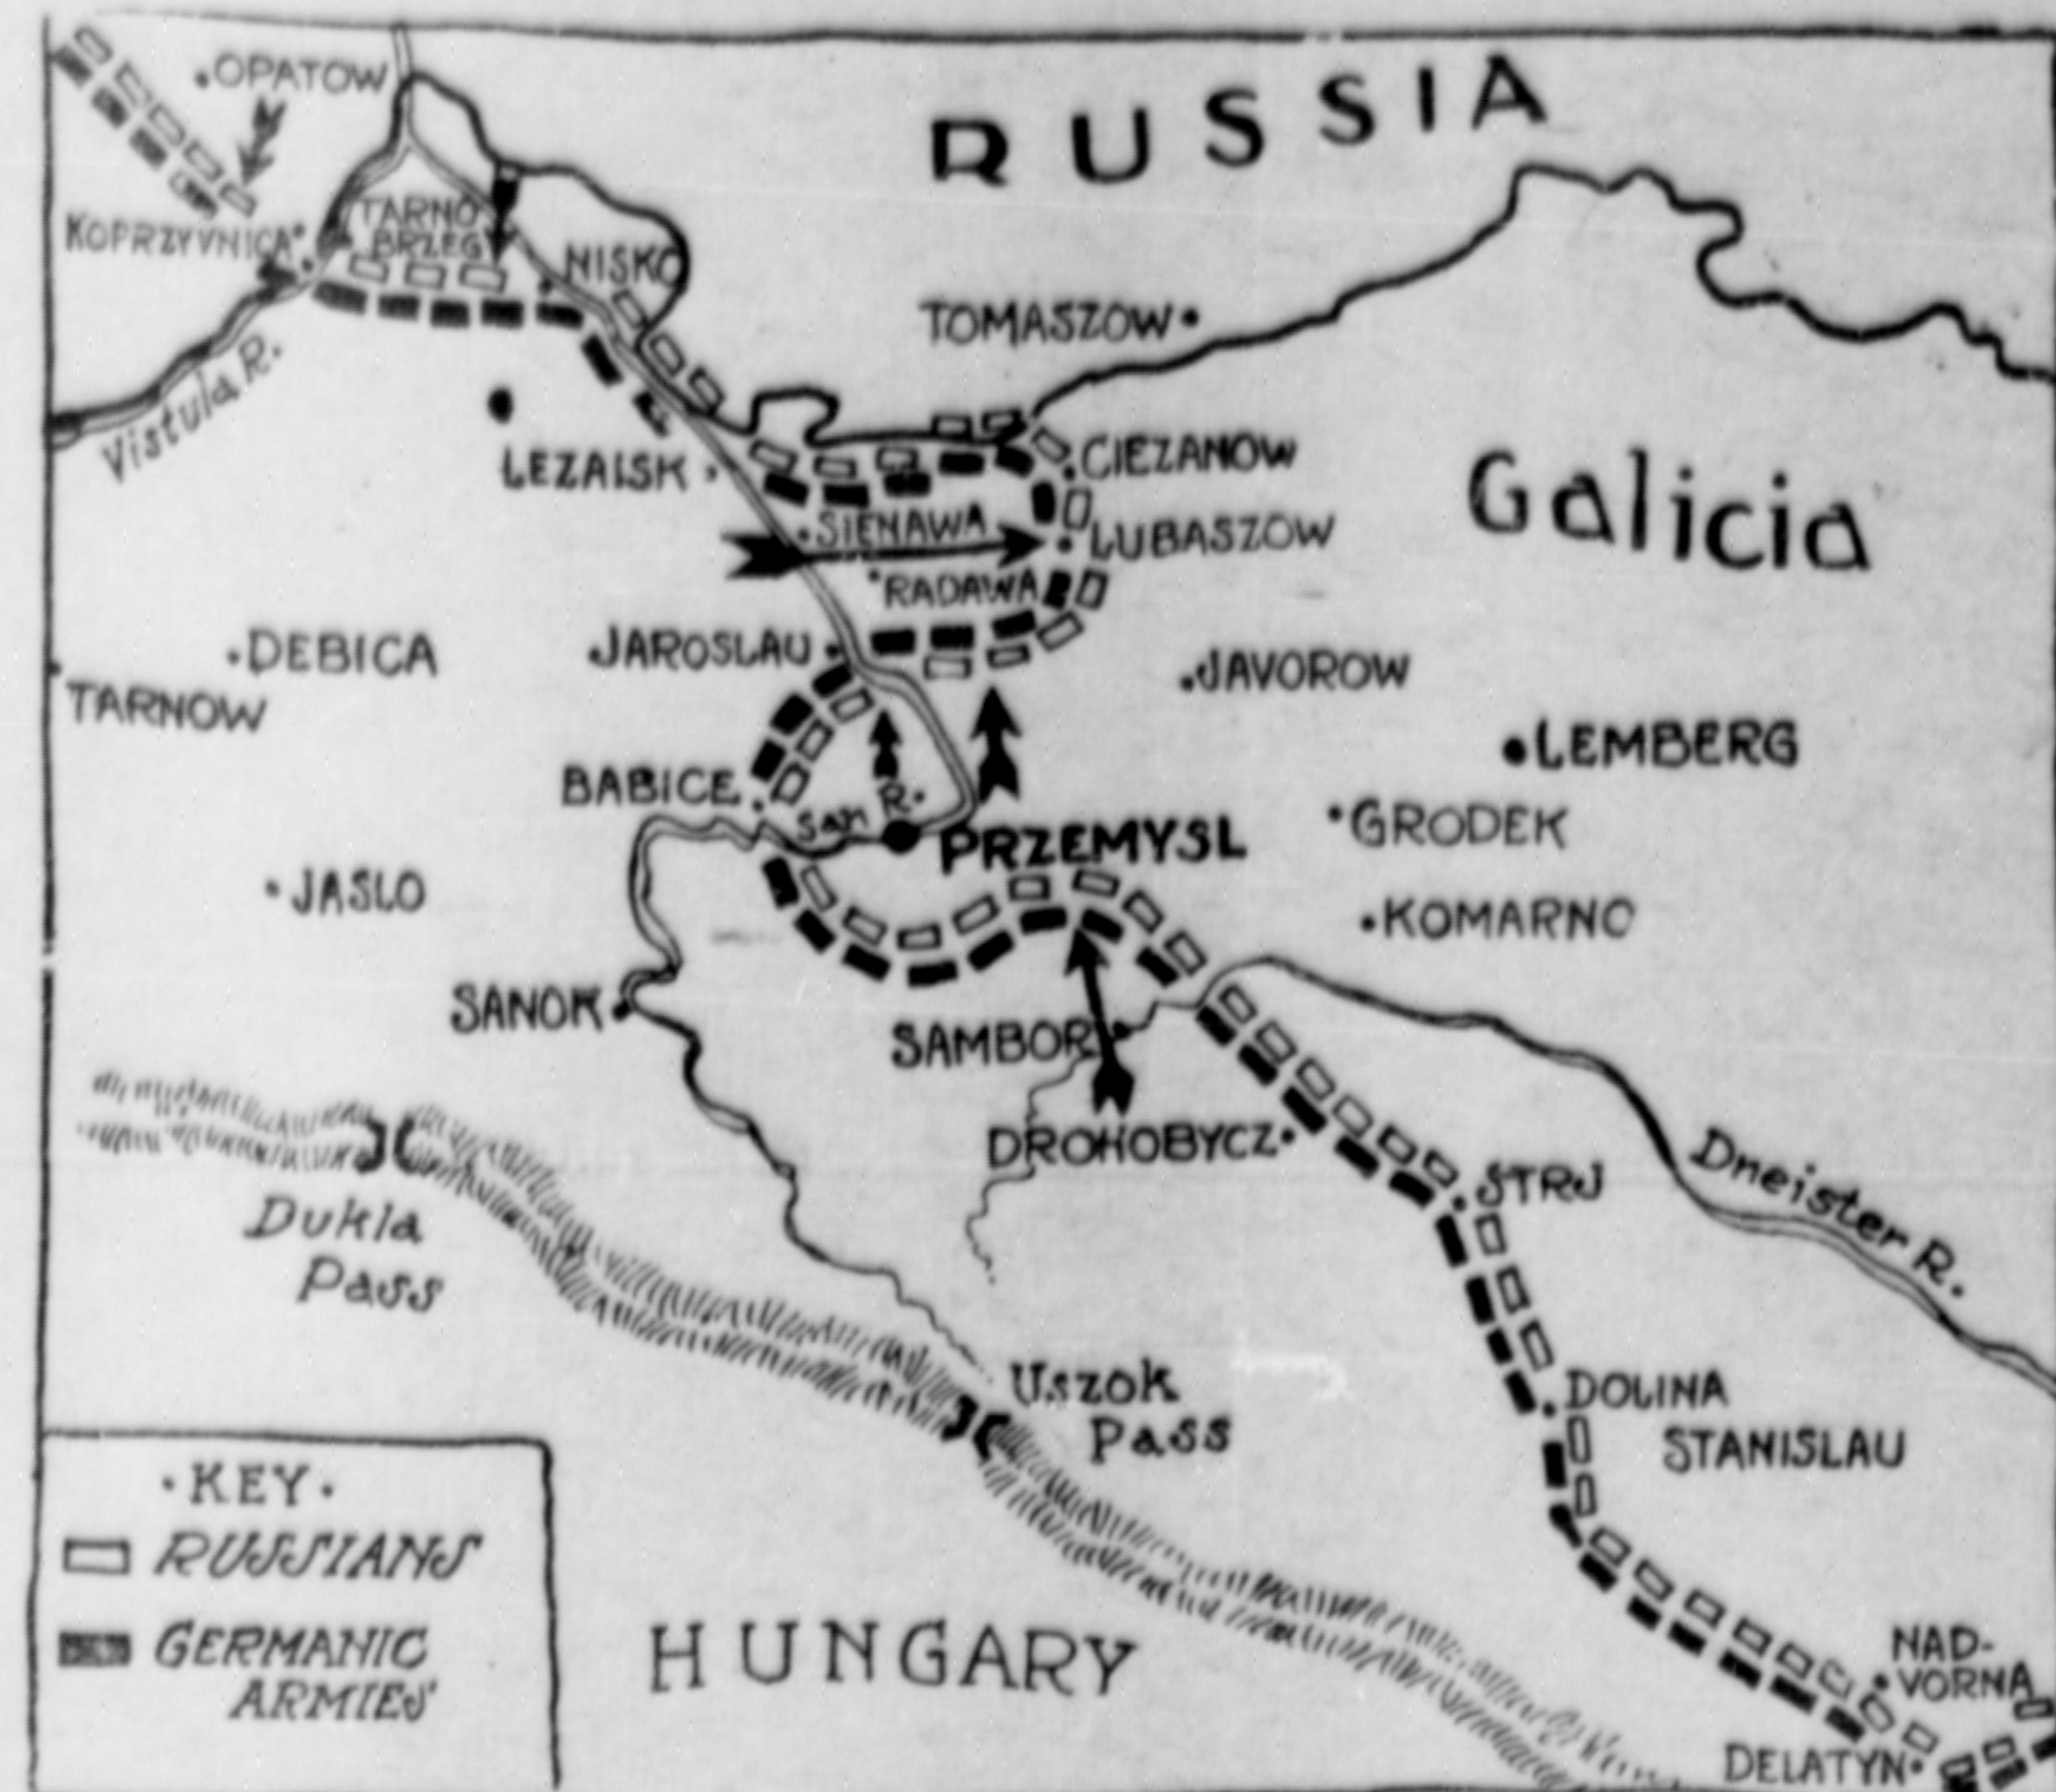 OPATOW
RUSSIA
KOPRZYVNICA
TARNO
BRZEG
NISKO
TOMASZOW
Vistula R.
LEZAISK
CIEZANOW
Galicia
SIENAWA
LUBASZOW
RADAWA
DEBICA
JAROSLAU
JAVOROW
TARNOW
LEMBERG
BABICE
San R.
GRODEK
PRZEMYSL
JASLO
KOMARNO
SANOK
SAMBOR
DROHOBYCZ
STRJ
Dneister R.
Dukla
Pass
Uszok
Pass
DOLINA
STANISLAU
·KEY·
RUSSIANS
GERMANIC
ARMIES
HUNGARY
NAD-
VORNA
DELATYN